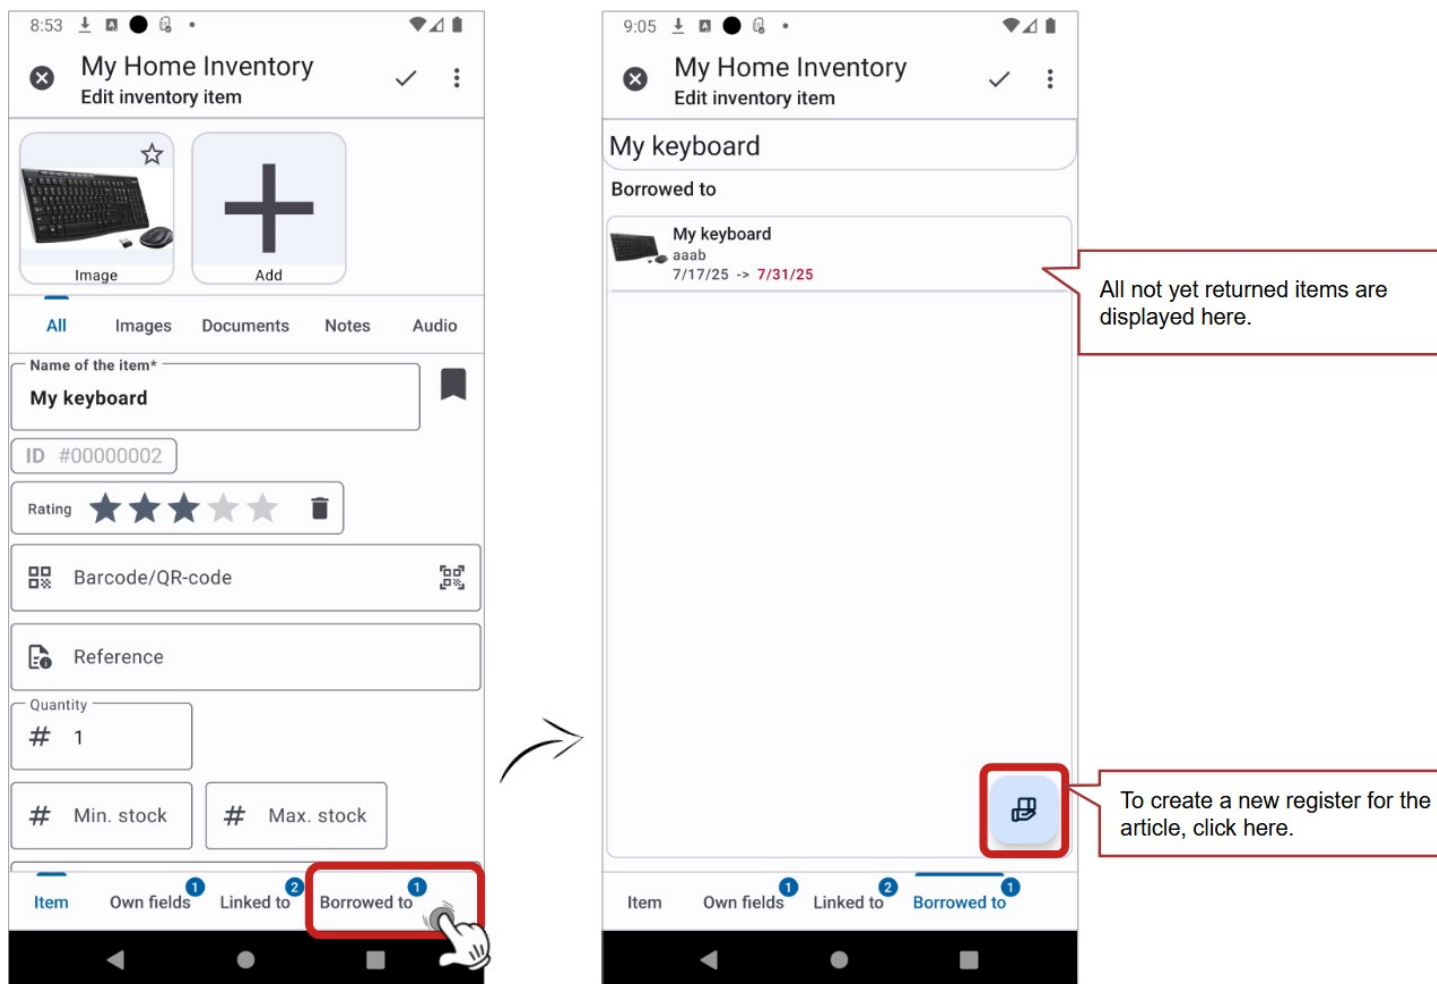 8:53
My Home Inventory
Edit inventory item
Image
Add
All Images Documents Notes Audio
Name of the item*
My keyboard
ID #00000002
Rating
Barcode/QR-code
Reference
Quantity
# 1
# Min. stock # Max. stock
Item Own fields 1 Linked to 2 Borrowed to 1
9:05
My Home Inventory
Edit inventory item
My keyboard
Borrowed to
My keyboard
aaab
7/17/25 -> 7/31/25
Item Own fields 1 Linked to 2 Borrowed to 1
All not yet returned items are
displayed here.
To create a new register for the
article, click here.